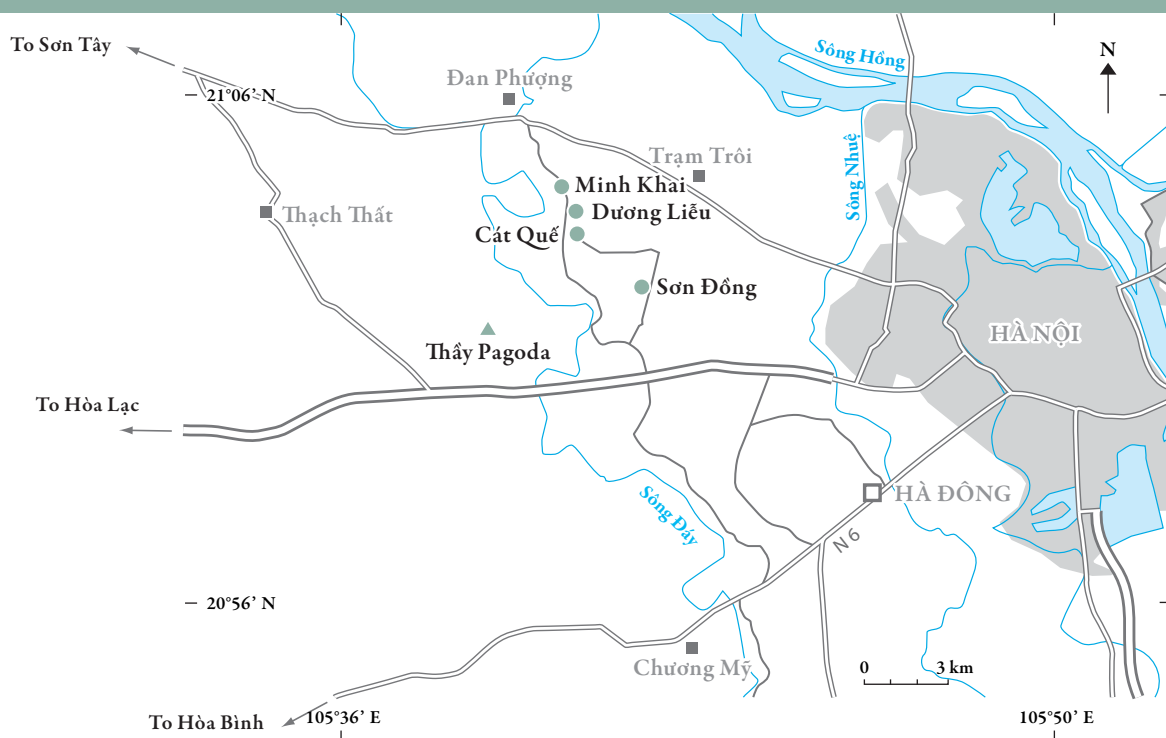 To Sơn Tây
Sông Hồng
N
Đan Phượng
21°06’ N
Trạm Trôi
Sông Nhuệ
Minh Khai
Dương Liễu
Thạch Thất
Cát Quế
Sơn Đồng
HÀ NỘI
Thầy Pagoda
To Hòa Lạc
HÀ ĐÔNG
Sông Đáy
N 6
20°56’ N
Chương Mỹ
0 3 km
To Hòa Bình
105°36’ E
105°50’ E